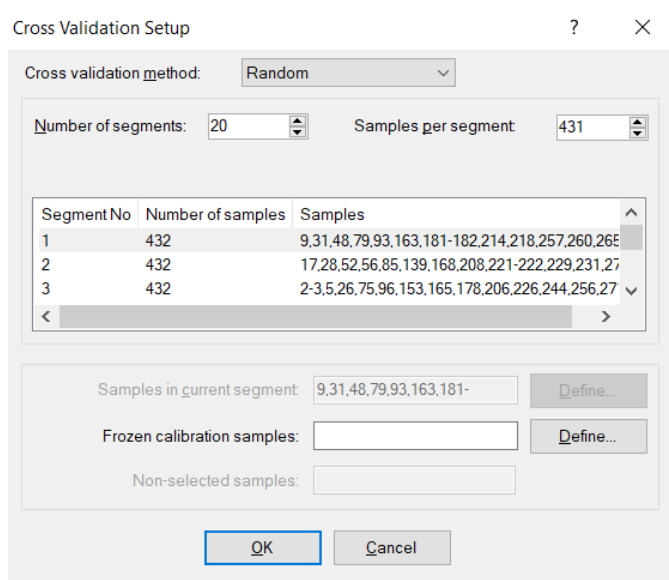 Cross Validation Setup ? ×
Cross validation method: Random
Number of segments: 20 Samples per segment: 431
Segment No Number of samples Samples
1 432 9,31,48,79,93,163,181-182,214,218,257,260,265
2 432 17,28,52,56,85,139,168,208,221-222,229,231,27
3 432 2-3,5,26,75,96,153,165,178,206,226,244,256,27
Samples in current segment: 9,31,48,79,93,163,181- Define...
Frozen calibration samples: Define...
Non-selected samples:
OK Cancel